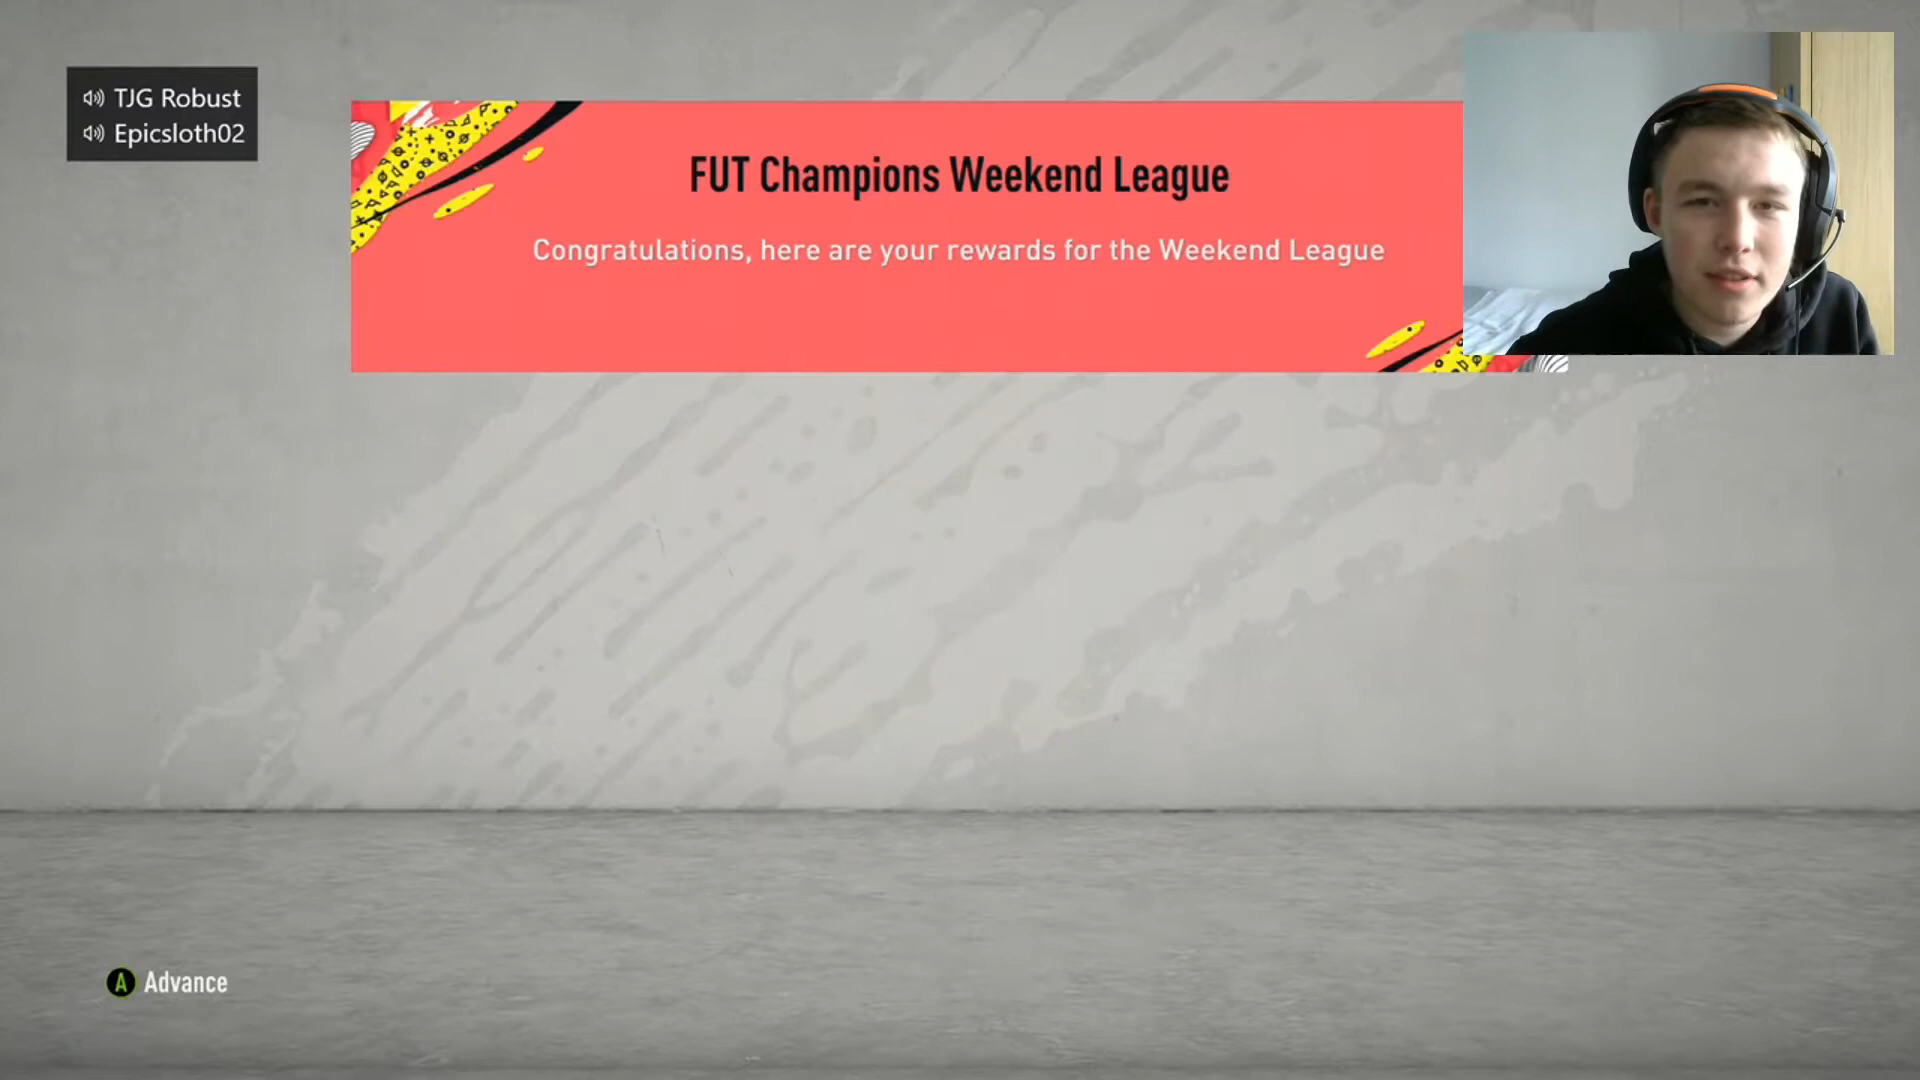 TJG Robust
Epicsloth02
FUT Champions Weekend League
Congratulations, here are your rewards for the Weekend League
A Advance